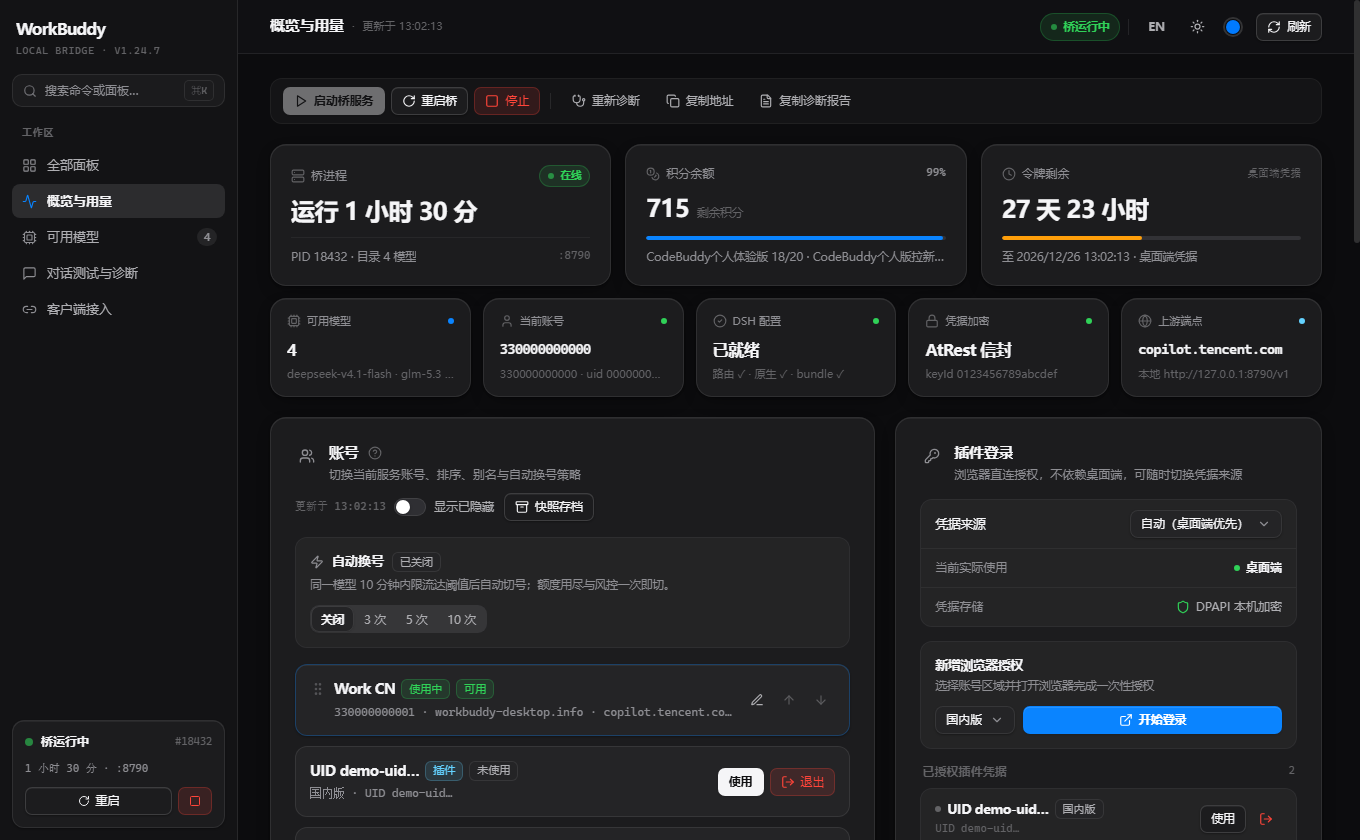 WorkBuddy
LOCAL BRIDGE · V1.24.7
搜索命令或面板... ⌘K
工作区
全部面板
概览与用量
可用模型 4
对话测试与诊断
客户端接入
桥运行中 #18432
1 小时 30 分 · :8790
重启
概览与用量 · 更新于 13:02:13
桥运行中 EN 刷新
启动桥服务 重启桥 停止 重新诊断 复制地址 复制诊断报告
桥进程 在线
运行 1 小时 30 分
PID 18432 · 目录 4 模型 :8790
积分余额 99%
715 剩余积分
CodeBuddy个人体验版 18/20 · CodeBuddy个人版拉新...
令牌剩余 桌面端凭据
27 天 23 小时
至 2026/12/26 13:02:13 · 桌面端凭据
可用模型
4
deepseek-v4.1-flash · glm-5.3 ...
当前账号
330000000000
330000000000 · uid 0000000...
DSH 配置
已就绪
路由 ✓ · 原生 ✓ · bundle ✓
凭据加密
AtRest 信封
keyId 0123456789abcdef
上游端点
copilot.tencent.com
本地 http://127.0.0.1:8790/v1
账号
切换当前服务账号、排序、别名与自动换号策略
更新于 13:02:13 显示已隐藏 快照存档
自动换号 已关闭
同一模型 10 分钟内限流达阈值后自动切号；额度用尽与风控一次即切。
关闭 3 次 5 次 10 次
Work CN 使用中 可用
330000000001 · workbuddy-desktop.info · copilot.tencent.co...
UID demo-uid... 插件 未使用
国内版 · UID demo-uid...
使用 退出
插件登录
浏览器直连授权，不依赖桌面端，可随时切换凭据来源
凭据来源 自动（桌面端优先）
当前实际使用 桌面端
凭据存储 DPAPI 本机加密
新增浏览器授权
选择账号区域并打开浏览器完成一次性授权
国内版 开始登录
已授权插件凭据 2
UID demo-uid... 国内版
UID demo-uid...
使用